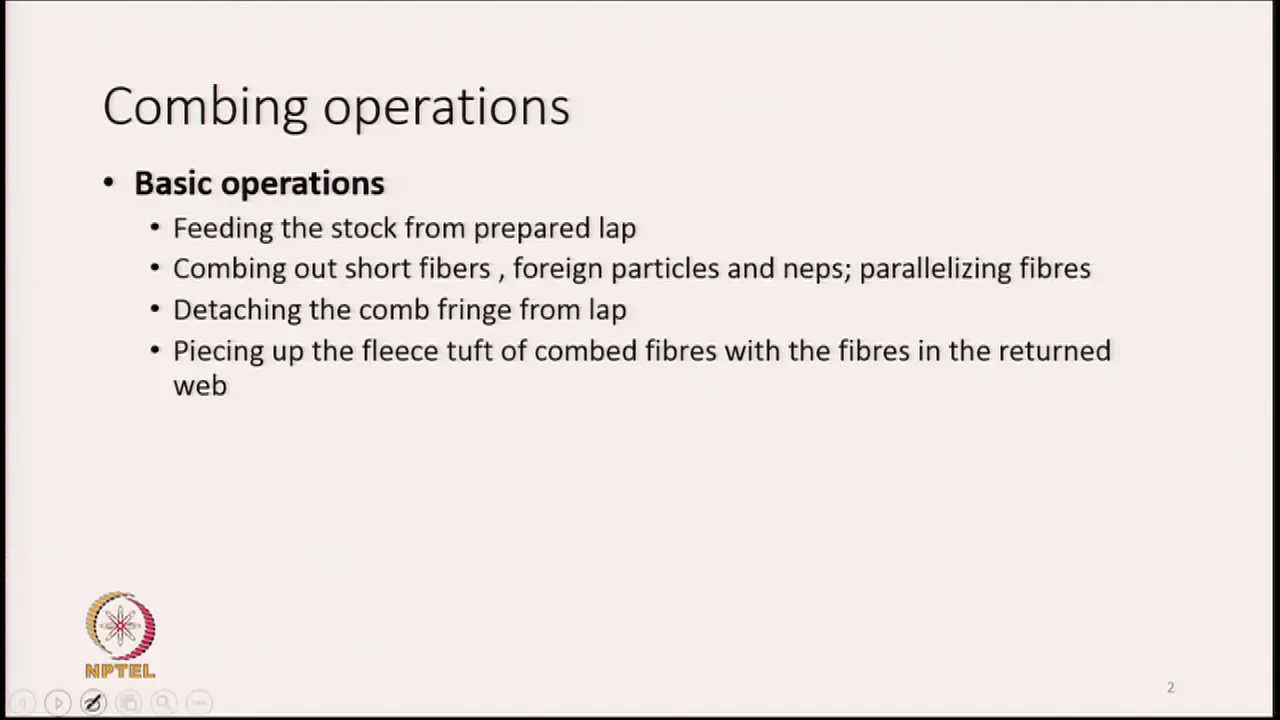 Combing operations
• Basic operations
• Feeding the stock from prepared lap
• Combing out short fibers , foreign particles and neps; parallelizing fibres
• Detaching the comb fringe from lap
• Piecing up the fleece tuft of combed fibres with the fibres in the returned
web
NPTEL
2